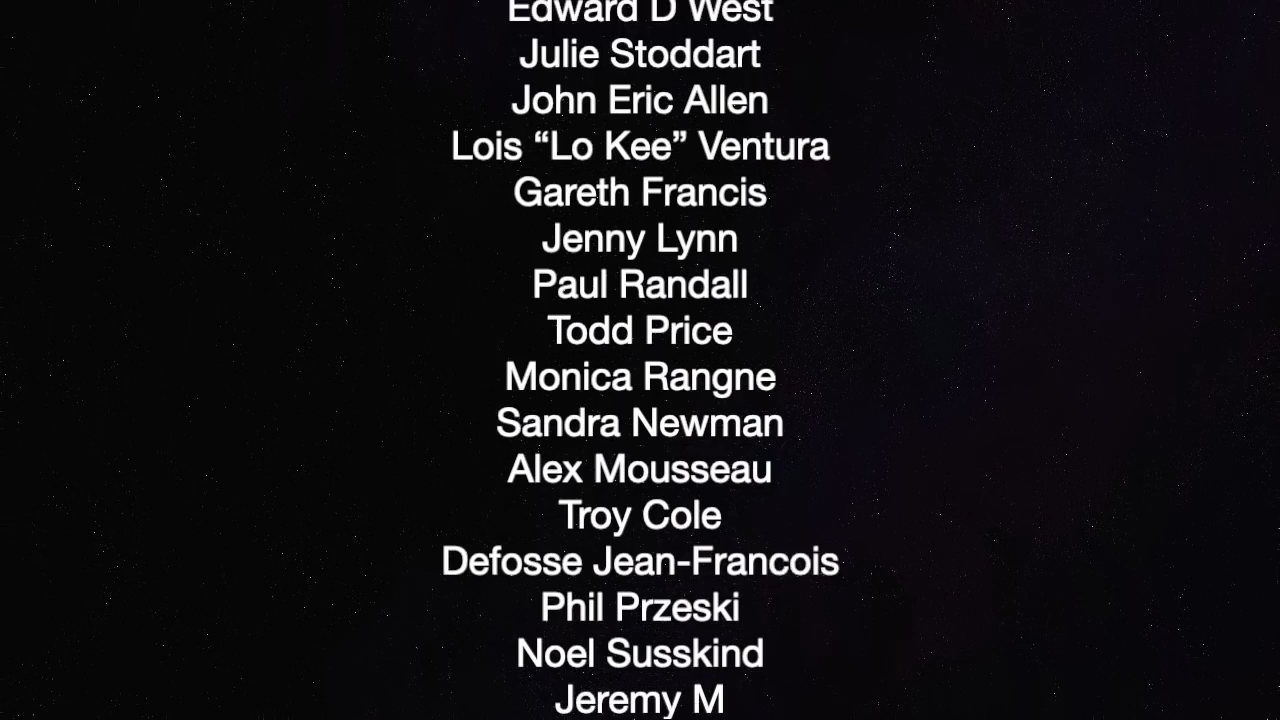 Edward D West
Julie Stoddart
John Eric Allen
Lois “Lo Kee” Ventura
Gareth Francis
Jenny Lynn
Paul Randall
Todd Price
Monica Rangne
Sandra Newman
Alex Mousseau
Troy Cole
Defosse Jean-Francois
Phil Przeski
Noel Susskind
Jeremy M